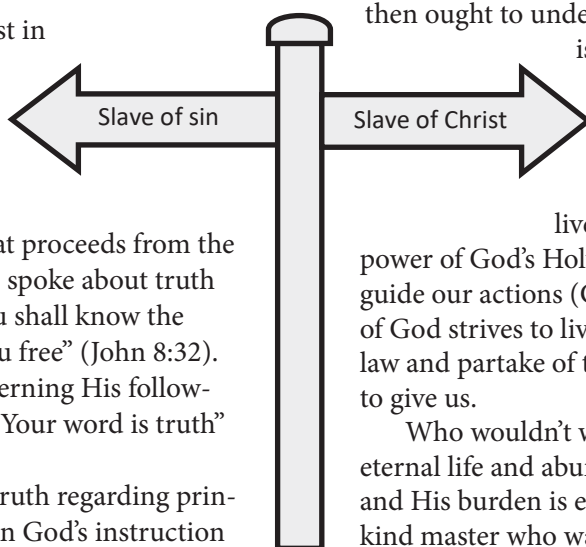 st in
Slave of sin
at proceeds from the
spoke about truth
u shall know the
u free” (John 8:32).
erning His follow-
Your word is truth”
ruth regarding prin-
n God’s instruction
then ought to unde
is
Slave of Christ
live
power of God’s Hol
guide our actions (
of God strives to liv
law and partake of t
to give us.
Who wouldn’t w
eternal life and abu
and His burden is e
kind master who wa